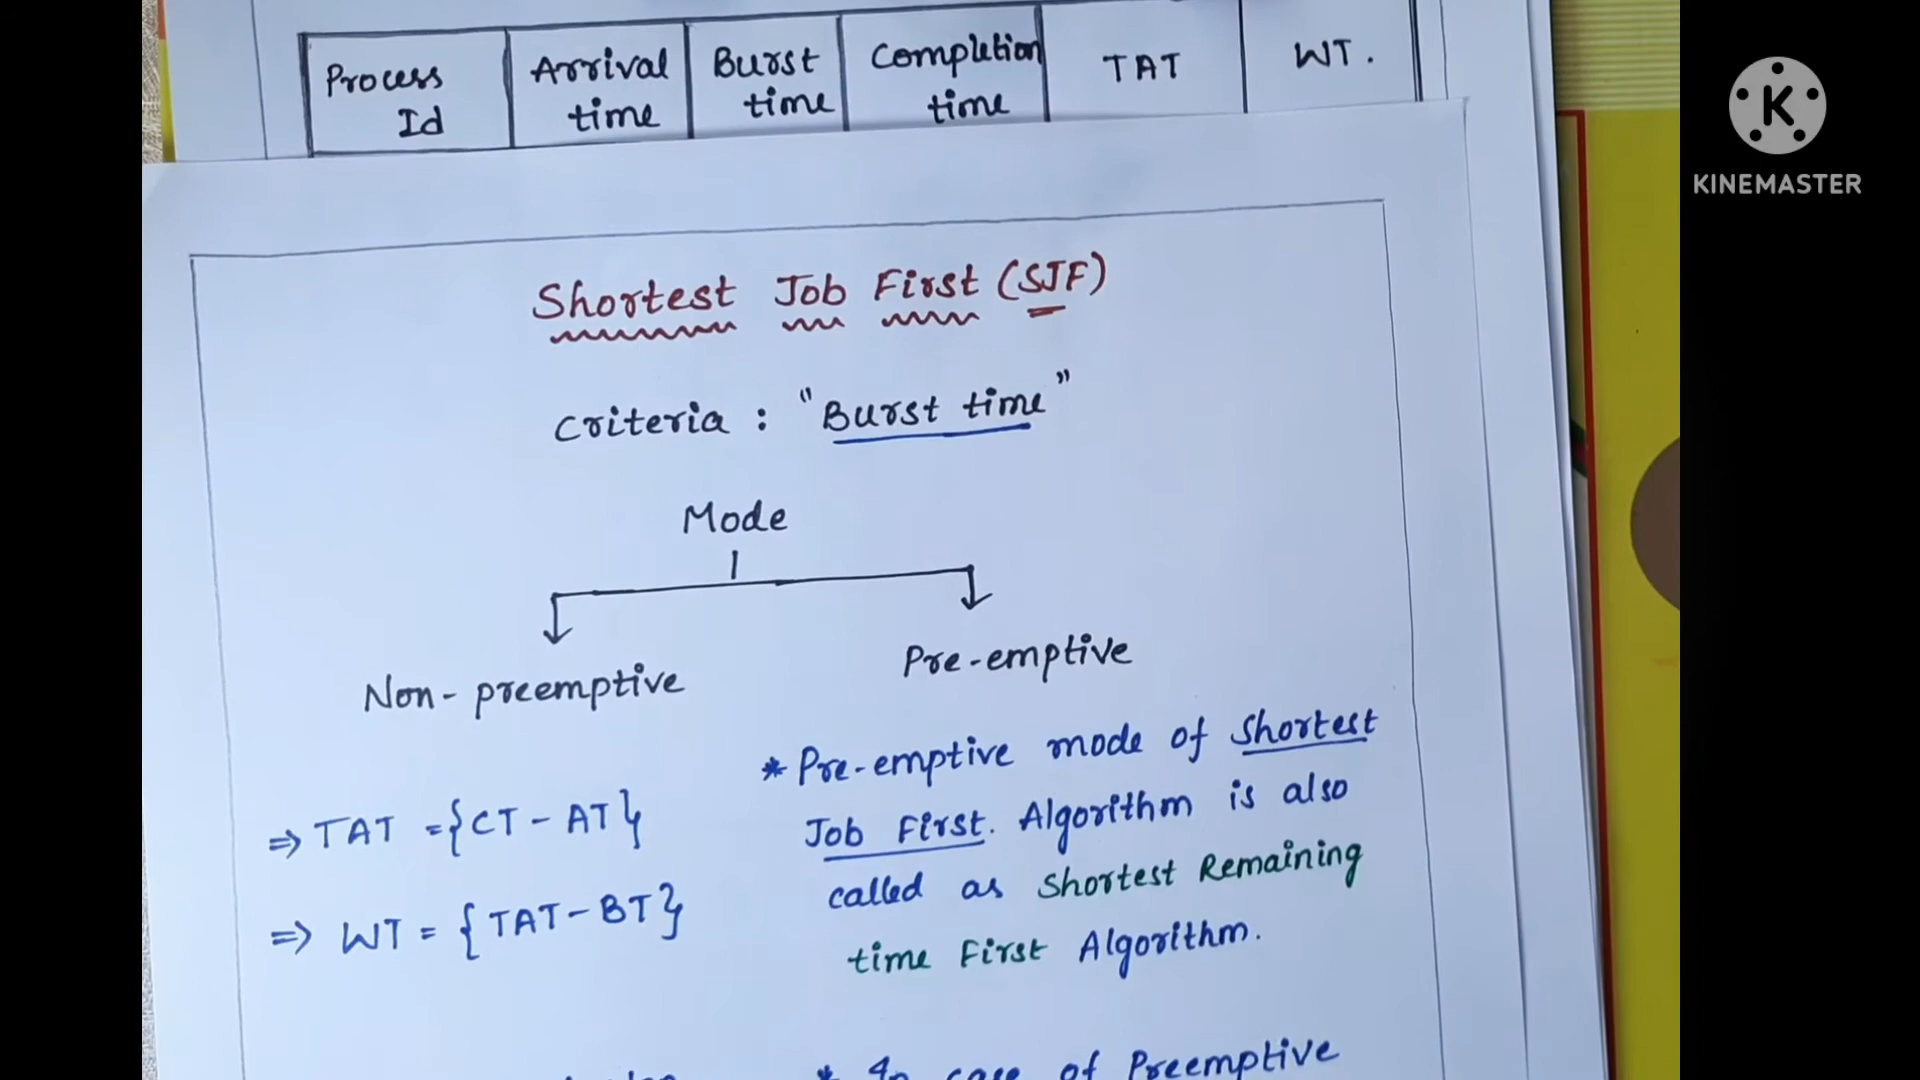 Process Arrival Burst Completion TAT WT.
Id time time time
KINEMASTER
Shortest Job First (SJF)
Criteria : "Burst time"
Mode
Non-preemptive Pre-emptive
* Pre-emptive mode of Shortest
Job First. Algorithm is also
called as Shortest Remaining
time First Algorithm.
⇒ TAT = {CT - AT}
⇒ WT = {TAT - BT}
* In case of Preemptive